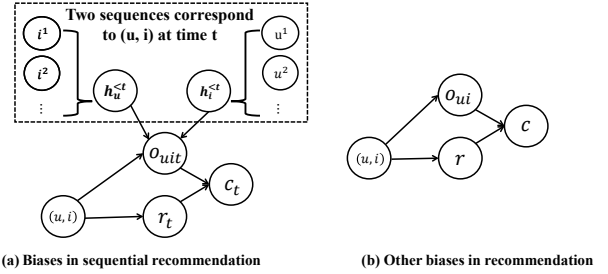 Two sequences correspond
to (u, i) at time t
i¹
i²
⋮
h_u^{<t}
h_i^{<t}
u¹
u²
⋮
o_{uit}
c_t
(u, i)
r_t
(a) Biases in sequential recommendation
o_{ui}
c
(u, i)
r
(b) Other biases in recommendation